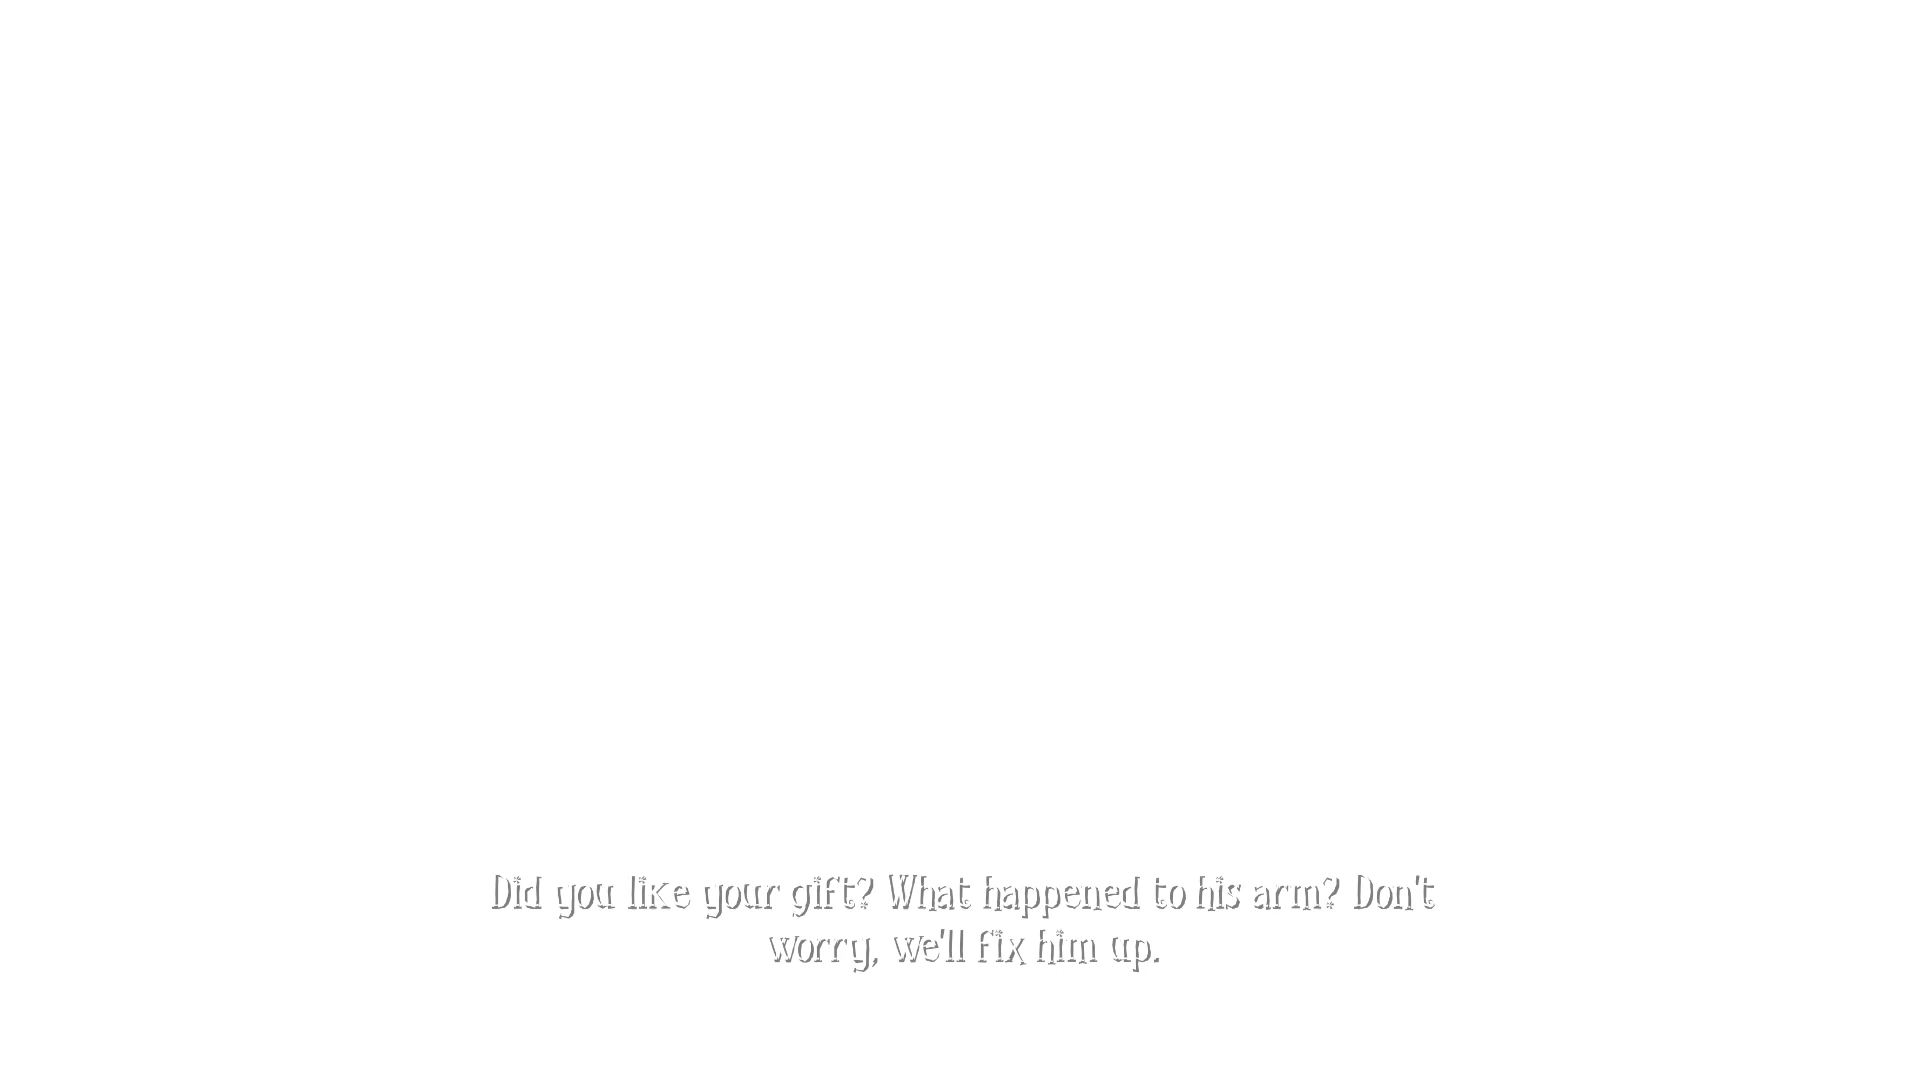 Did you like your gift? What happened to his arm? Don't
worry, we'll fix him up.